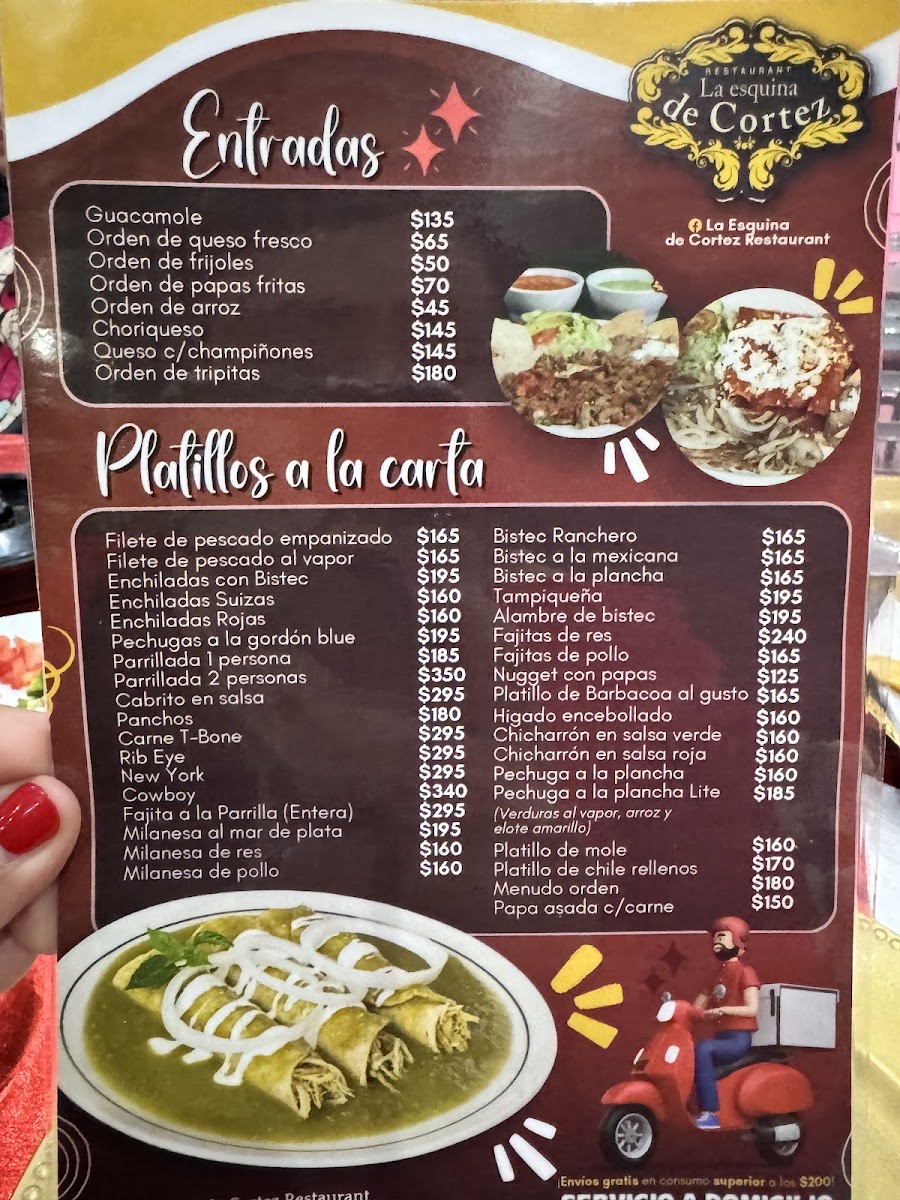 RESTAURANT
La esquina
de Cortez
Entradas
La Esquina
de Cortez Restaurant
Guacamole $135
Orden de queso fresco $65
Orden de frijoles $50
Orden de papas fritas $70
Orden de arroz $45
Choriqueso $145
Queso c/champiñones $145
Orden de tripitas $180
Platillos a la carta
Filete de pescado empanizado $165
Filete de pescado al vapor $165
Enchiladas con Bistec $195
Enchiladas Suizas $160
Enchiladas Rojas $160
Pechugas a la gordón blue $195
Parrillada 1 persona $185
Parrillada 2 personas $350
Cabrito en salsa $295
Panchos $180
Carne T-Bone $295
Rib Eye $295
New York $295
Cowboy $340
Fajita a la Parrilla (Entera) $295
Milanesa al mar de plata $195
Milanesa de res $160
Milanesa de pollo $160
Bistec Ranchero $165
Bistec a la mexicana $165
Bistec a la plancha $165
Tampiqueña $195
Alambre de bistec $195
Fajitas de res $240
Fajitas de pollo $165
Nugget con papas $125
Platillo de Barbacoa al gusto $165
Hígado encebollado $160
Chicharrón en salsa verde $160
Chicharrón en salsa roja $160
Pechuga a la plancha $160
Pechuga a la plancha Lite $185
(Verduras al vapor, arroz y
elote amarillo)
Platillo de mole $160
Platillo de chile rellenos $170
Menudo orden $180
Papa asada c/carne $150
¡Envíos gratis en consumo superior a los $200!
Cortez Restaurant
SERVICIO A DOMICILI